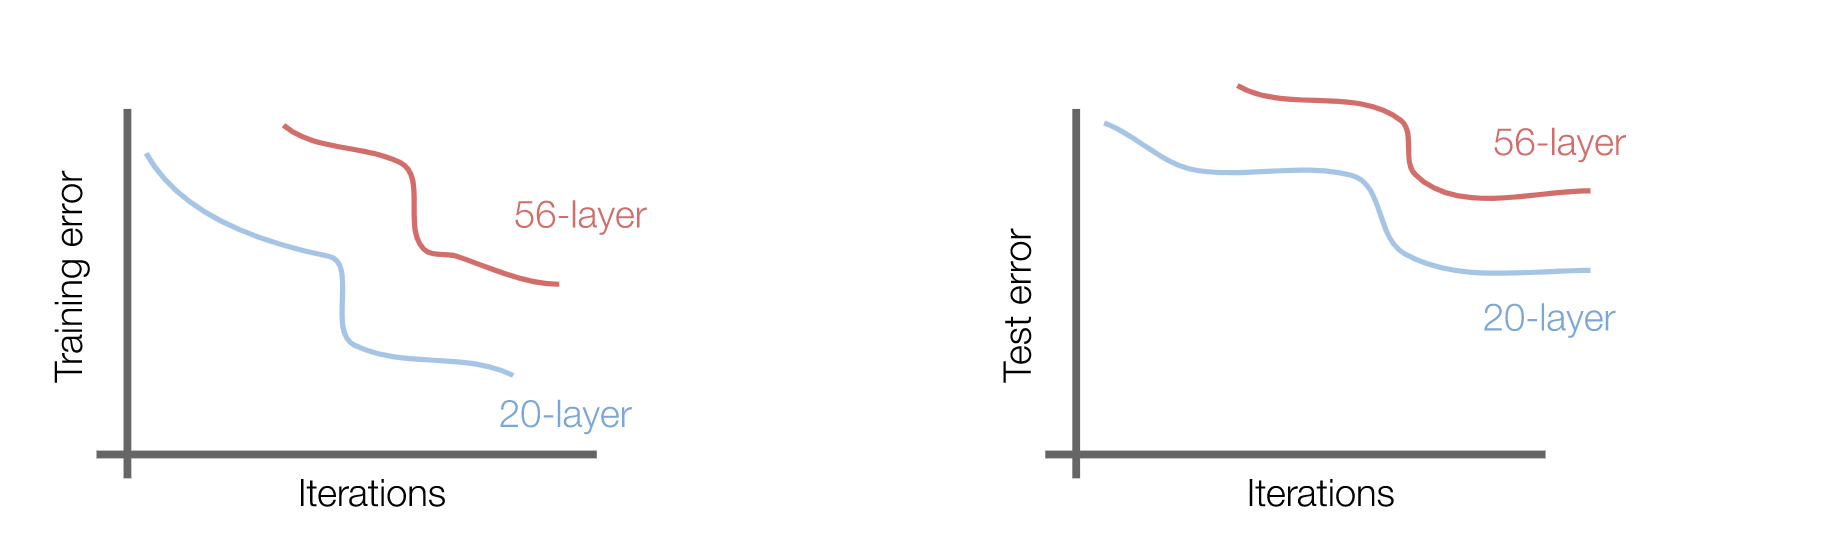 Training error
56-layer
20-layer
Iterations
Test error
56-layer
20-layer
Iterations